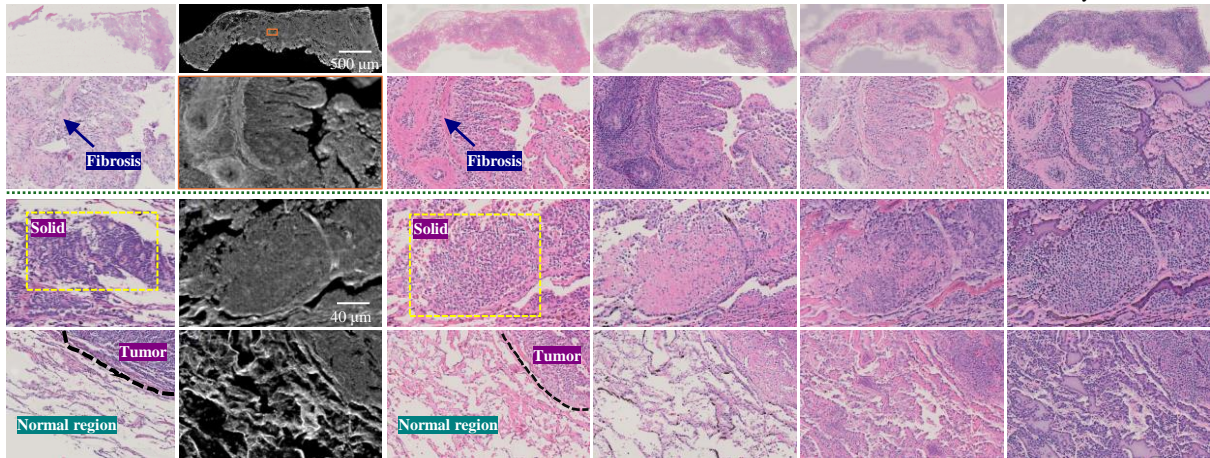 500 μm
Fibrosis
Fibrosis
Solid
Solid
40 μm
Tumor
Tumor
Normal region
Normal region